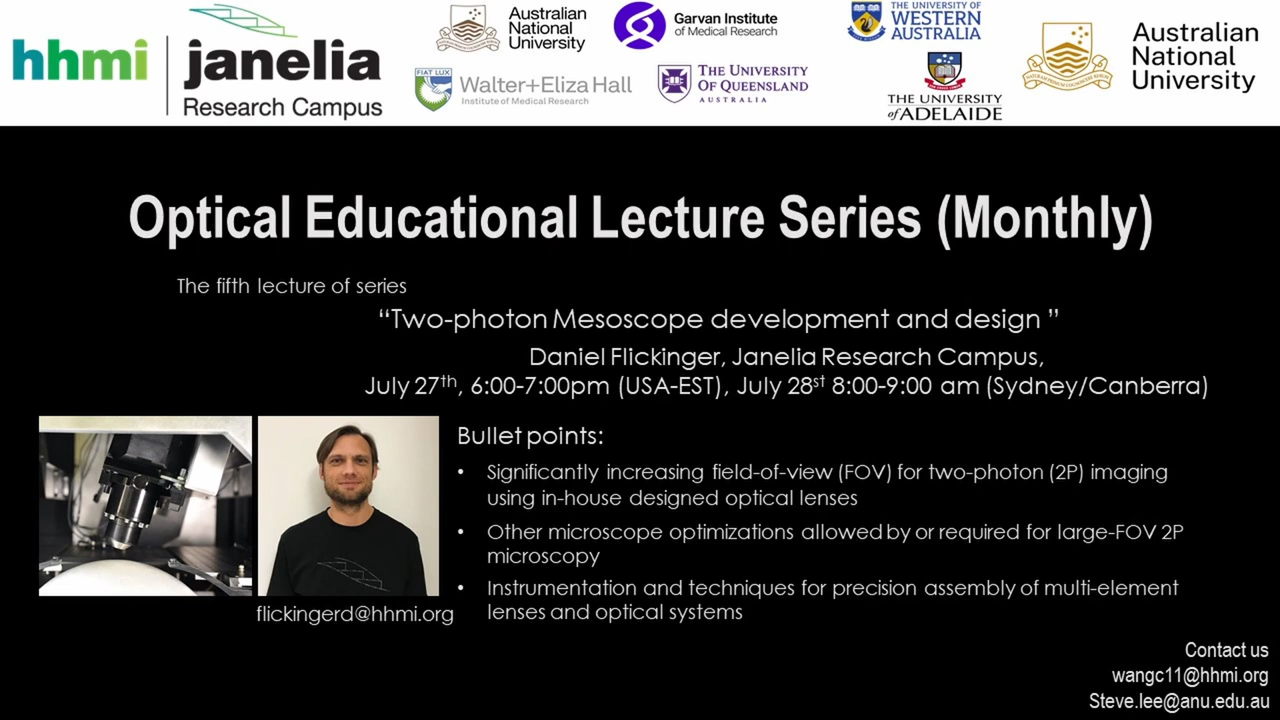 hhmi
janelia
Research Campus
Australian
National
University
Garvan Institute
of Medical Research
THE UNIVERSITY OF
WESTERN
AUSTRALIA
FIAT LUX
Walter+Eliza Hall
Institute of Medical Research
THE UNIVERSITY
OF QUEENSLAND
AUSTRALIA
THE UNIVERSITY
of ADELAIDE
Australian
National
University
Optical Educational Lecture Series (Monthly)
The fifth lecture of series
“Two-photon Mesoscope development and design ”
Daniel Flickinger, Janelia Research Campus,
July 27th, 6:00-7:00pm (USA-EST), July 28st 8:00-9:00 am (Sydney/Canberra)
Bullet points:
• Significantly increasing field-of-view (FOV) for two-photon (2P) imaging
using in-house designed optical lenses
• Other microscope optimizations allowed by or required for large-FOV 2P
microscopy
• Instrumentation and techniques for precision assembly of multi-element
lenses and optical systems
flickingerd@hhmi.org
Contact us
wangc11@hhmi.org
Steve.lee@anu.edu.au